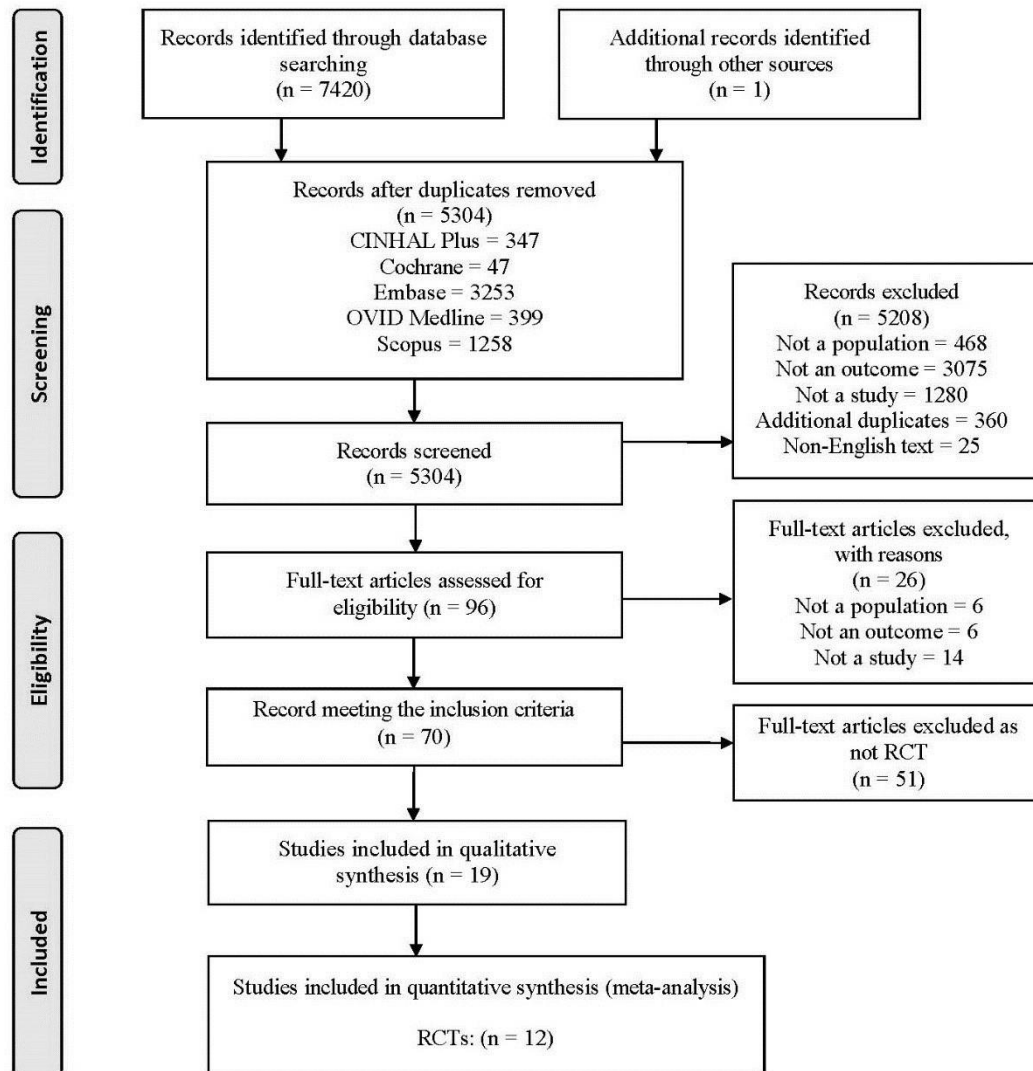 Identification
Records identified through database
searching
(n = 7420)
Additional records identified
through other sources
(n = 1)
Screening
Records after duplicates removed
(n = 5304)
CINHAL Plus = 347
Cochrane = 47
Embase = 3253
OVID Medline = 399
Scopus = 1258
Records excluded
(n = 5208)
Not a population = 468
Not an outcome = 3075
Not a study = 1280
Additional duplicates = 360
Non-English text = 25
Records screened
(n = 5304)
Eligibility
Full-text articles assessed for
eligibility (n = 96)
Full-text articles excluded,
with reasons
(n = 26)
Not a population = 6
Not an outcome = 6
Not a study = 14
Record meeting the inclusion criteria
(n = 70)
Full-text articles excluded as
not RCT
(n = 51)
Included
Studies included in qualitative
synthesis (n = 19)
Studies included in quantitative synthesis (meta-analysis)
RCTs: (n = 12)